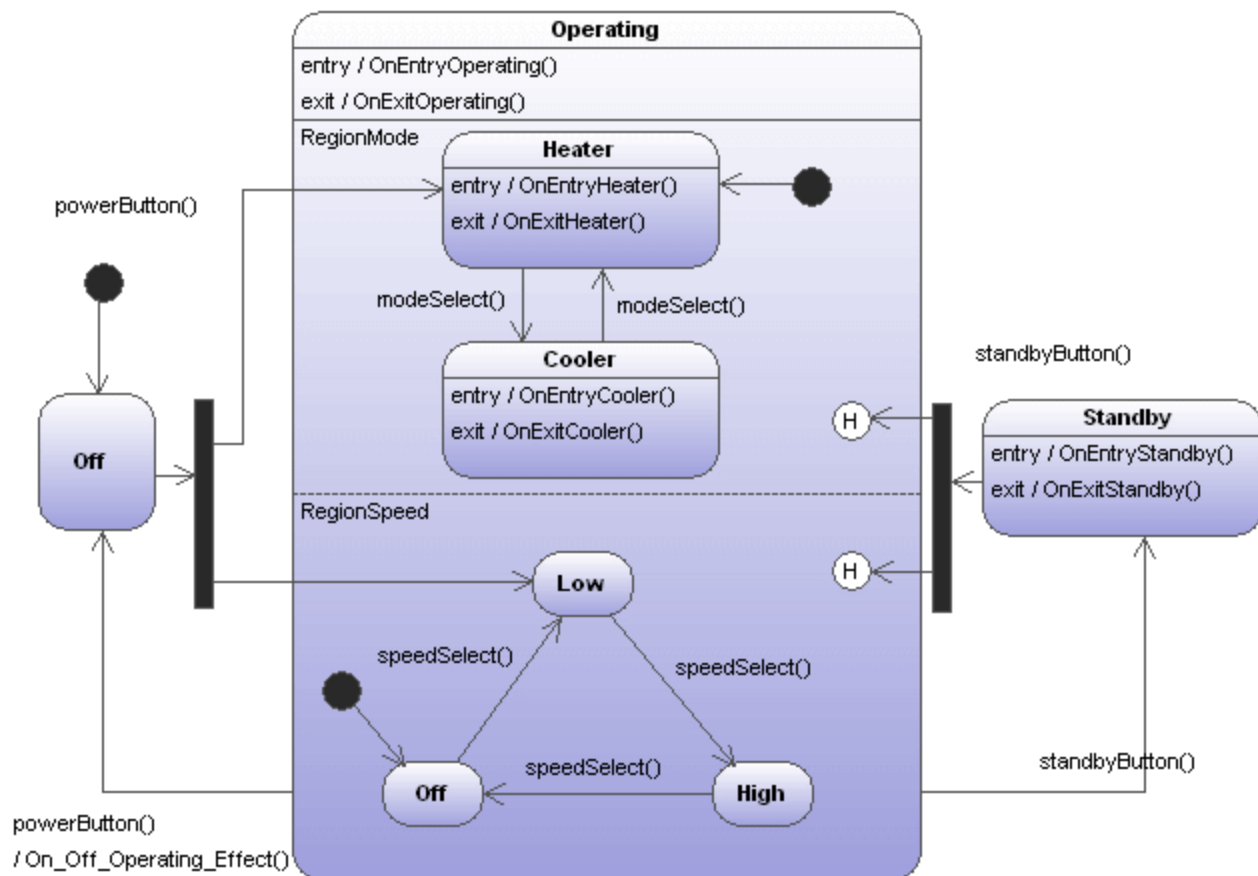 Operating
entry / OnEntryOperating()
exit / OnExitOperating()
RegionMode
Heater
entry / OnEntryHeater()
exit / OnExitHeater()
powerButton()
modeSelect()
modeSelect()
Cooler
entry / OnEntryCooler()
exit / OnExitCooler()
standbyButton()
H
Standby
entry / OnEntryStandby()
exit / OnExitStandby()
Off
RegionSpeed
H
Low
speedSelect()
speedSelect()
speedSelect()
Off
High
standbyButton()
powerButton()
/ On_Off_Operating_Effect()